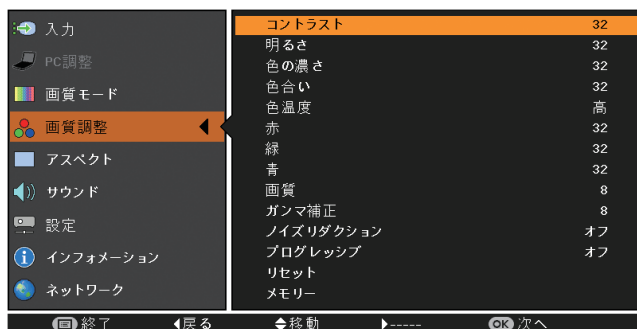 入力
PC調整
画質モード
画質調整
アスペクト
サウンド
設定
インフォメーション
ネットワーク
コントラスト 32
明るさ 32
色の濃さ 32
色合い 32
色温度 高
赤 32
緑 32
青 32
画質 8
ガンマ補正 8
ノイズリダクション オフ
プログレッシブ オフ
リセット
メモリー
終了 戻る 移動 ----- OK 次へ